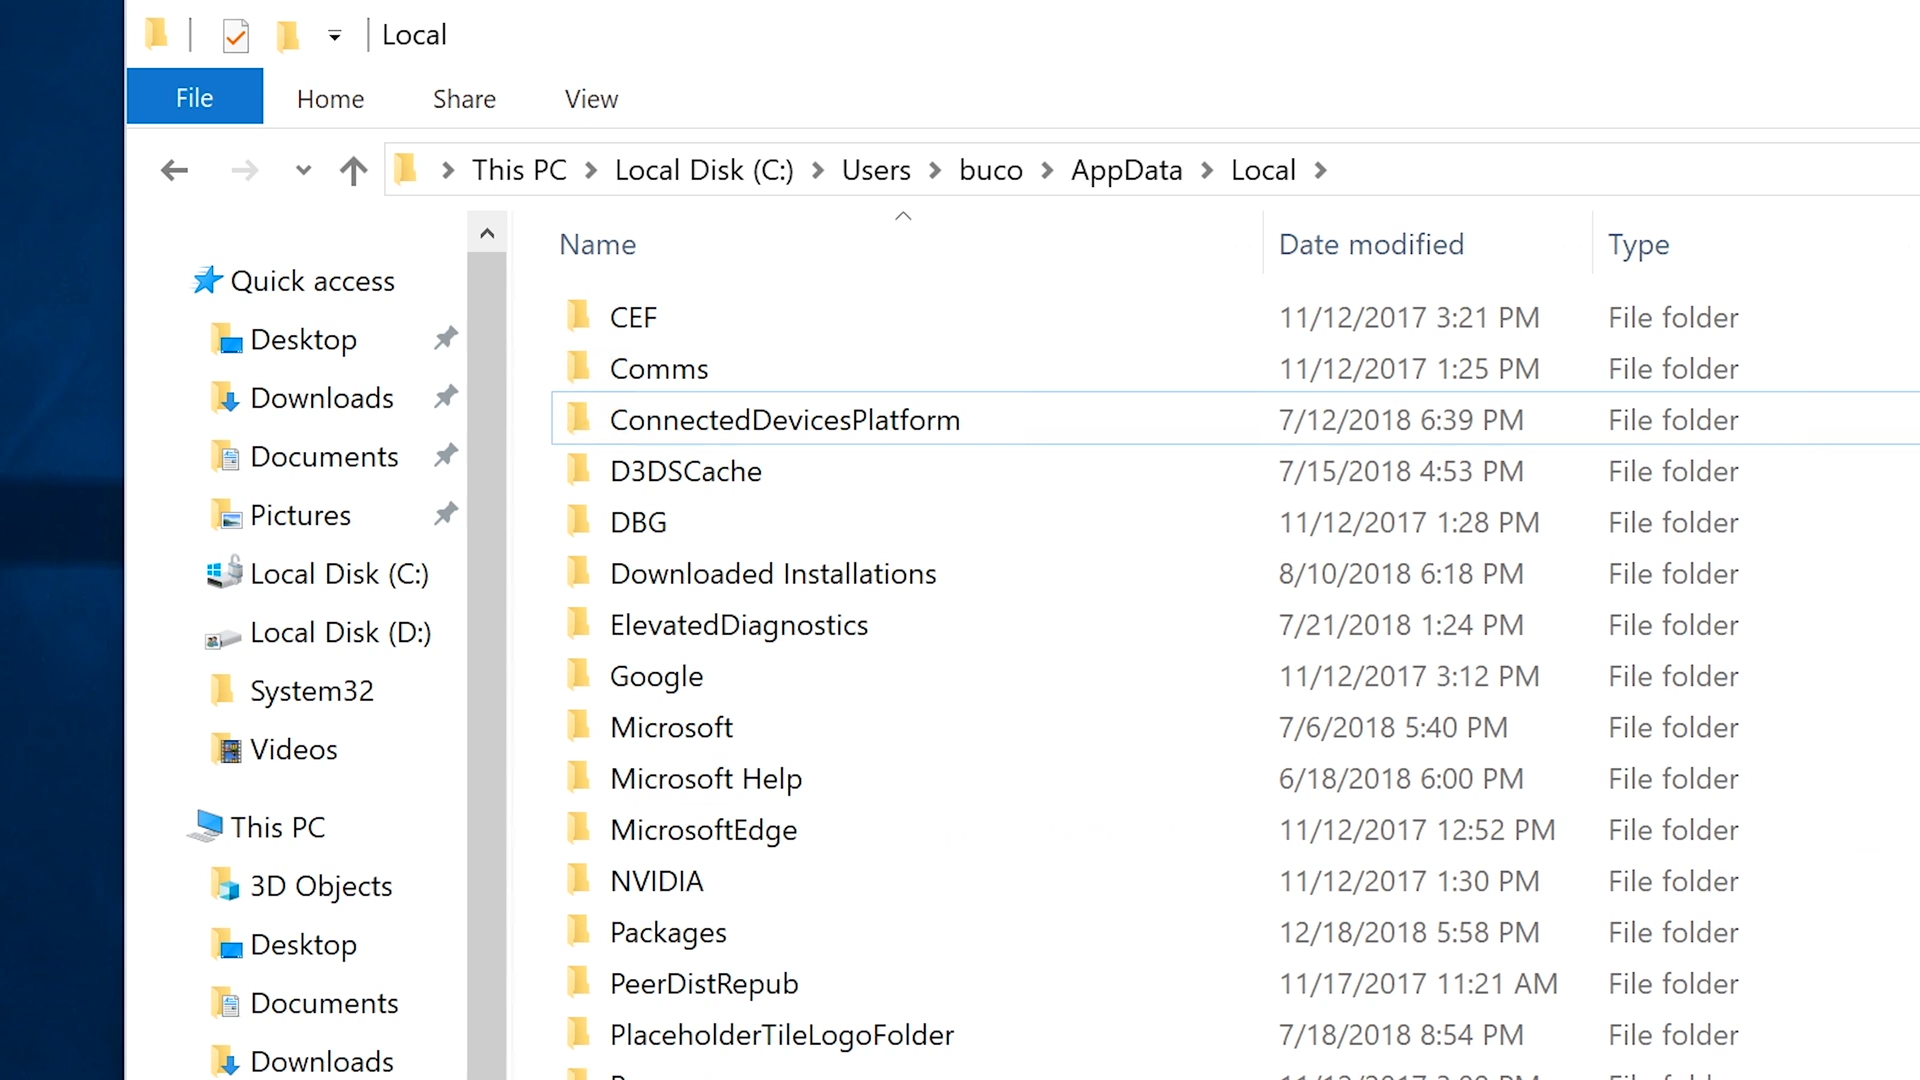 Local
File Home Share View
This PC Local Disk (C:) Users buco AppData Local
Name Date modified Type
Quick access
Desktop
Downloads
Documents
Pictures
Local Disk (C:)
Local Disk (D:)
System32
Videos
This PC
3D Objects
Desktop
Documents
Downloads
CEF 11/12/2017 3:21 PM File folder
Comms 11/12/2017 1:25 PM File folder
ConnectedDevicesPlatform 7/12/2018 6:39 PM File folder
D3DSCache 7/15/2018 4:53 PM File folder
DBG 11/12/2017 1:28 PM File folder
Downloaded Installations 8/10/2018 6:18 PM File folder
ElevatedDiagnostics 7/21/2018 1:24 PM File folder
Google 11/12/2017 3:12 PM File folder
Microsoft 7/6/2018 5:40 PM File folder
Microsoft Help 6/18/2018 6:00 PM File folder
MicrosoftEdge 11/12/2017 12:52 PM File folder
NVIDIA 11/12/2017 1:30 PM File folder
Packages 12/18/2018 5:58 PM File folder
PeerDistRepub 11/17/2017 11:21 AM File folder
PlaceholderTileLogoFolder 7/18/2018 8:54 PM File folder